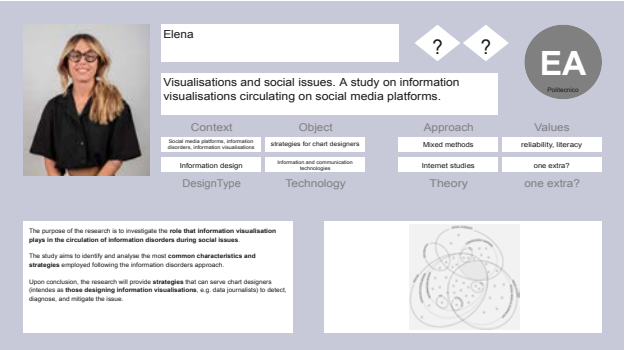 Elena
? ?
EA
Politecnico
Visualisations and social issues. A study on information
visualisations circulating on social media platforms.
Context Object Approach Values
Social media platforms, information
disorders, information visualisations
strategies for chart designers
Mixed methods
reliability, literacy
Information design
Information and communication
technologies
Internet studies
one extra?
DesignType Technology Theory one extra?
The purpose of the research is to investigate the role that information visualisation
plays in the circulation of information disorders during social issues.
The study aims to identify and analyse the most common characteristics and
strategies employed following the information disorders approach.
Upon conclusion, the research will provide strategies that can serve chart designers
(intendes as those designing information visualisations, e.g. data journalists) to detect,
diagnose, and mitigate the issue.